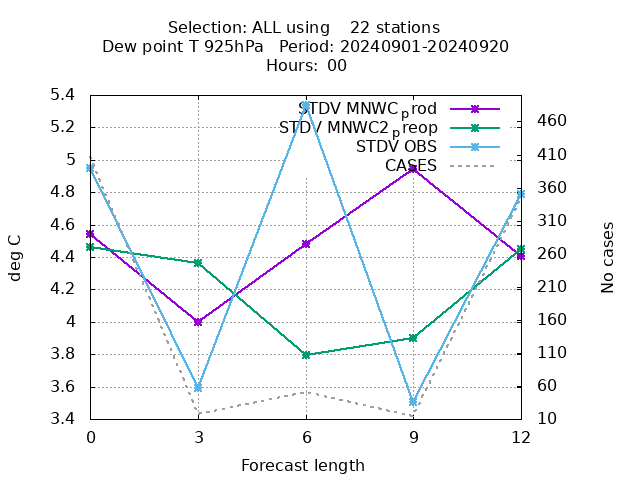 Selection: ALL using    22 stations
Dew point T 925hPa   Period: 20240901-20240920
Hours: 00
5.4
5.2
5
4.8
4.6
4.4
4.2
4
3.8
3.6
3.4
deg C
STDV MNWCprod
STDV MNWC2preop
STDV OBS
CASES
460
410
360
310
260
210
160
110
60
10
No cases
0
3
6
9
12
Forecast length